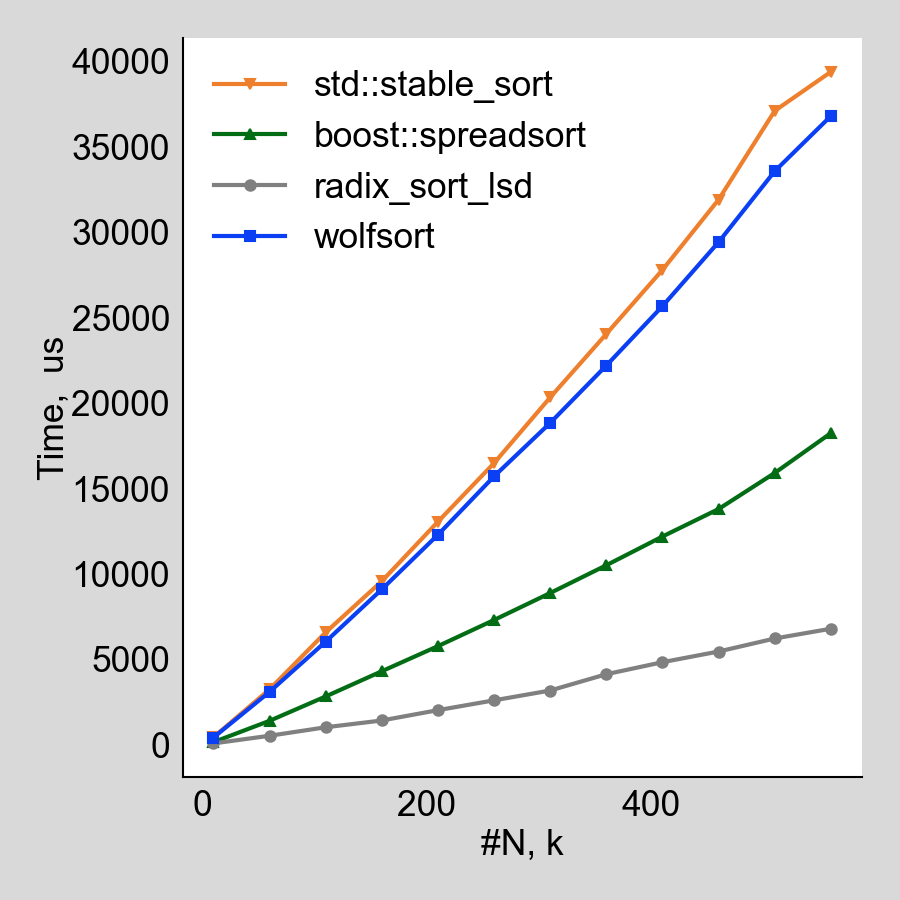 40000
35000
30000
25000
20000
15000
10000
5000
0
Time, us
std::stable_sort
boost::spreadsort
radix_sort_lsd
wolfsort
0 200 400
#N, k